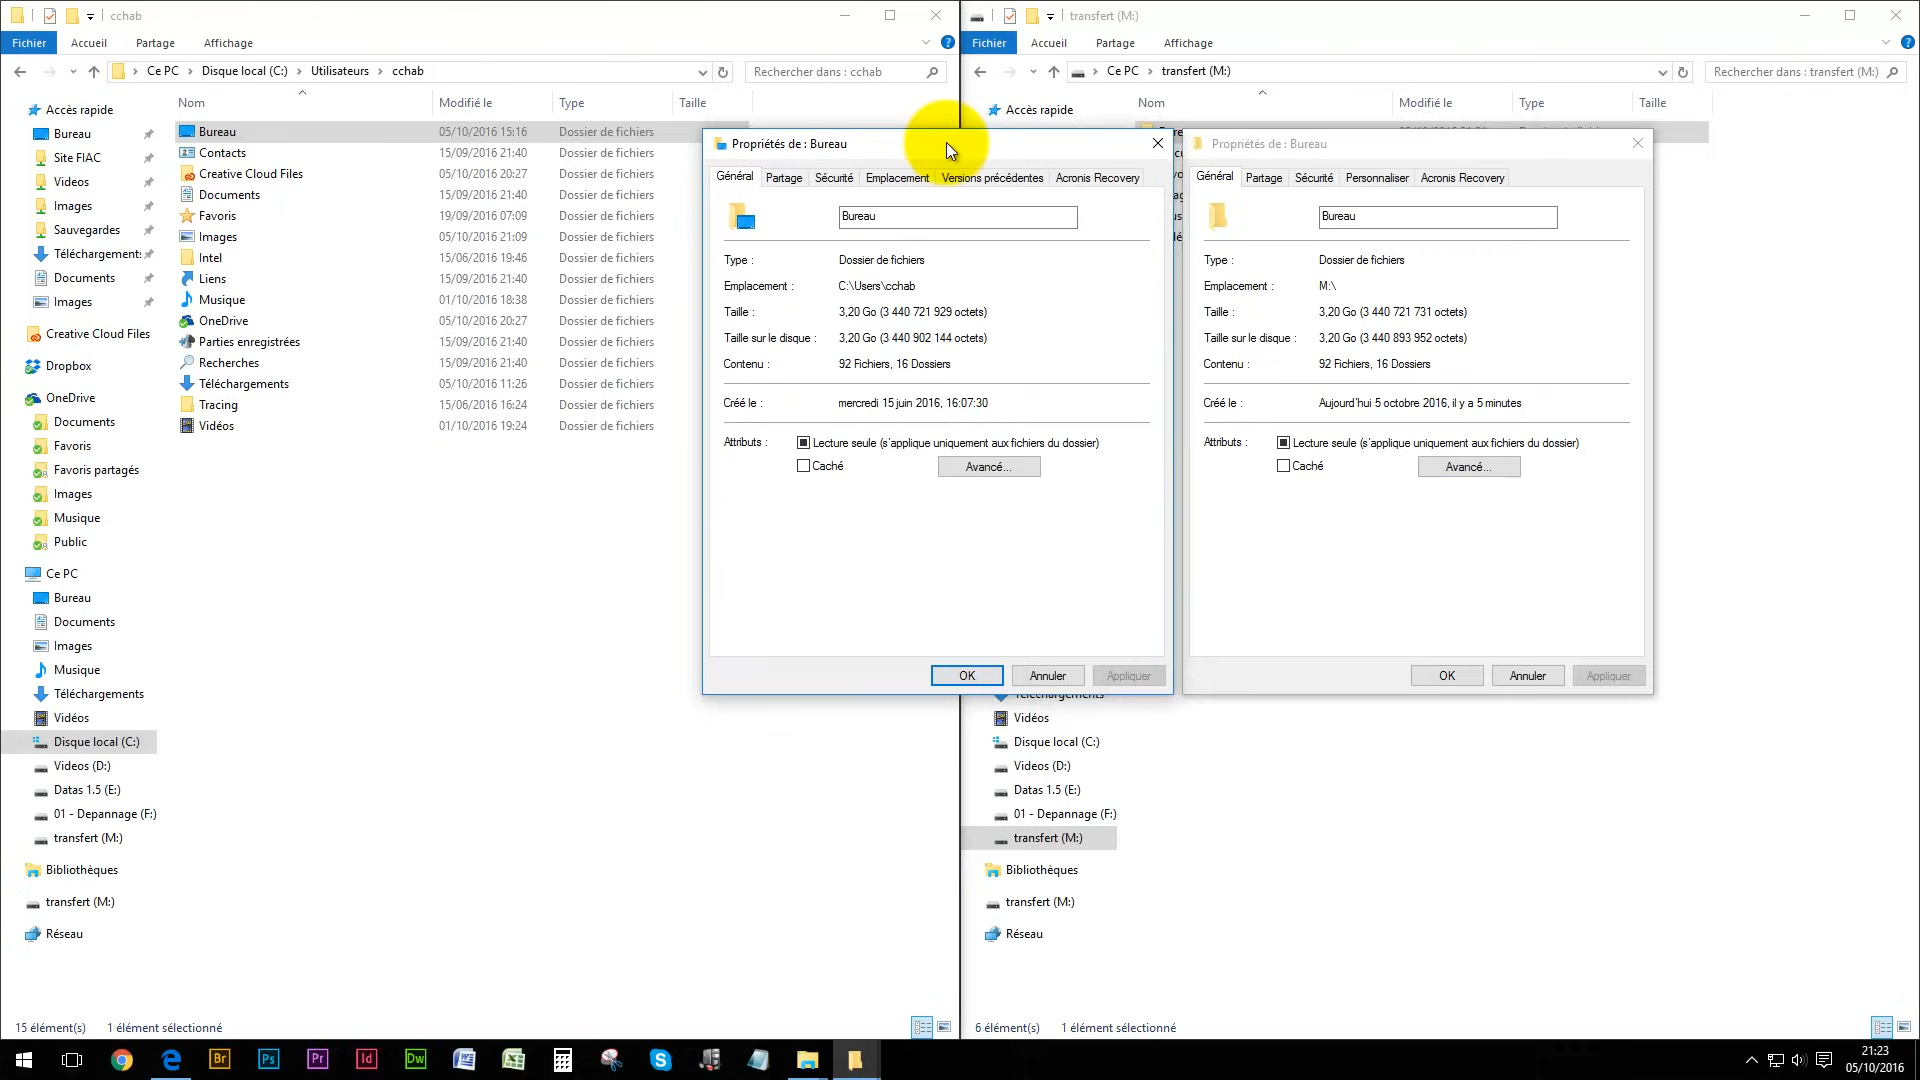 cchab
Fichier Accueil Partage Affichage
Ce PC Disque local (C:) Utilisateurs cchab
Rechercher dans : cchab
Nom Modifié le Type Taille
Accès rapide
Bureau
Site FIAC
Videos
Images
Sauvegardes
Téléchargement:
Documents
Images
Creative Cloud Files
Dropbox
OneDrive
Documents
Favoris
Favoris partagés
Images
Musique
Public
Ce PC
Bureau
Documents
Images
Musique
Téléchargements
Vidéos
Disque local (C:)
Videos (D:)
Datas 1.5 (E:)
01 - Depannage (F:)
transfert (M:)
Bibliothèques
transfert (M:)
Réseau
Bureau 05/10/2016 15:16 Dossier de fichiers
Contacts 15/09/2016 21:40 Dossier de fichiers
Creative Cloud Files 05/10/2016 20:27 Dossier de fichiers
Documents 15/09/2016 21:40 Dossier de fichiers
Favoris 19/09/2016 07:09 Dossier de fichiers
Images 05/10/2016 21:09 Dossier de fichiers
Intel 15/06/2016 19:46 Dossier de fichiers
Liens 15/09/2016 21:40 Dossier de fichiers
Musique 01/10/2016 18:38 Dossier de fichiers
OneDrive 05/10/2016 20:27 Dossier de fichiers
Parties enregistrées 15/09/2016 21:40 Dossier de fichiers
Recherches 15/09/2016 21:40 Dossier de fichiers
Téléchargements 05/10/2016 11:26 Dossier de fichiers
Tracing 15/06/2016 16:24 Dossier de fichiers
Vidéos 01/10/2016 19:24 Dossier de fichiers
15 élément(s) 1 élément sélectionné
Propriétés de : Bureau
Général Partage Sécurité Emplacement Versions précédentes Acronis Recovery
Bureau
Type : Dossier de fichiers
Emplacement : C:\Users\cchab
Taille : 3,20 Go (3 440 721 929 octets)
Taille sur le disque : 3,20 Go (3 440 902 144 octets)
Contenu : 92 Fichiers, 16 Dossiers
Créé le : mercredi 15 juin 2016, 16:07:30
Attributs : Lecture seule (s'applique uniquement aux fichiers du dossier)
Caché Avancé...
OK Annuler Appliquer
transfert (M:)
Fichier Accueil Partage Affichage
Ce PC transfert (M:)
Rechercher dans : transfert (M:)
Nom Modifié le Type Taille
Accès rapide
Propriétés de : Bureau
Général Partage Sécurité Personnaliser Acronis Recovery
Bureau
Type : Dossier de fichiers
Emplacement : M:\
Taille : 3,20 Go (3 440 721 731 octets)
Taille sur le disque : 3,20 Go (3 440 893 952 octets)
Contenu : 92 Fichiers, 16 Dossiers
Créé le : Aujourd'hui 5 octobre 2016, il y a 5 minutes
Attributs : Lecture seule (s'applique uniquement aux fichiers du dossier)
Caché Avancé...
OK Annuler Appliquer
Téléchargements
Vidéos
Disque local (C:)
Videos (D:)
Datas 1.5 (E:)
01 - Depannage (F:)
transfert (M:)
Bibliothèques
transfert (M:)
Réseau
6 élément(s) 1 élément sélectionné
Br Ps Pr Id Dw
21:23
05/10/2016